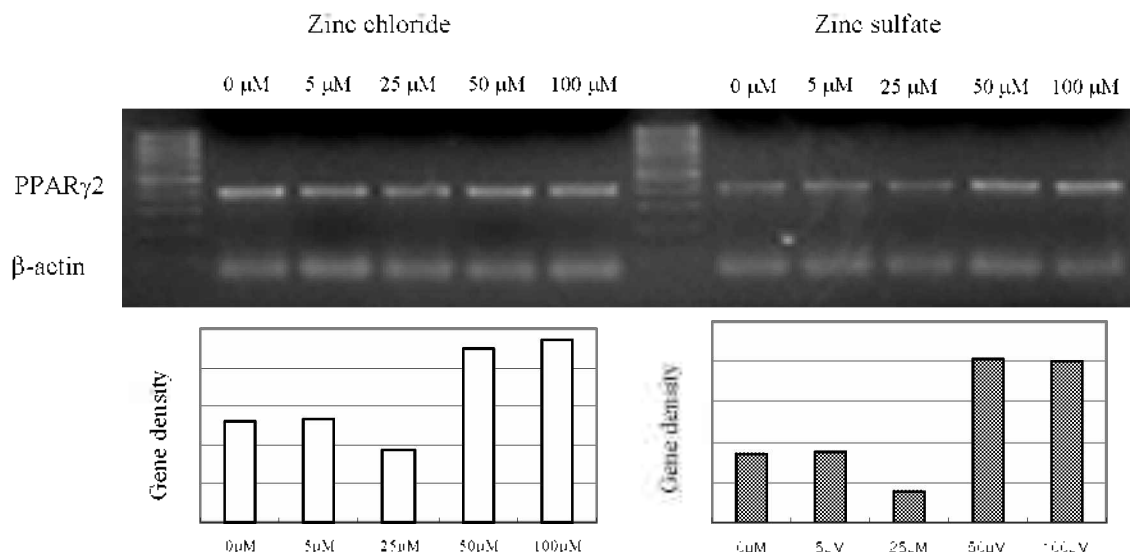 Zinc chloride Zinc sulfate
0 μM 5 μM 25 μM 50 μM 100 μM 0 μM 5 μM 25 μM 50 μM 100 μM
PPARγ2
β-actin
Gene density
0μM 5μM 25μM 50μM 100μM
Gene density
0μM